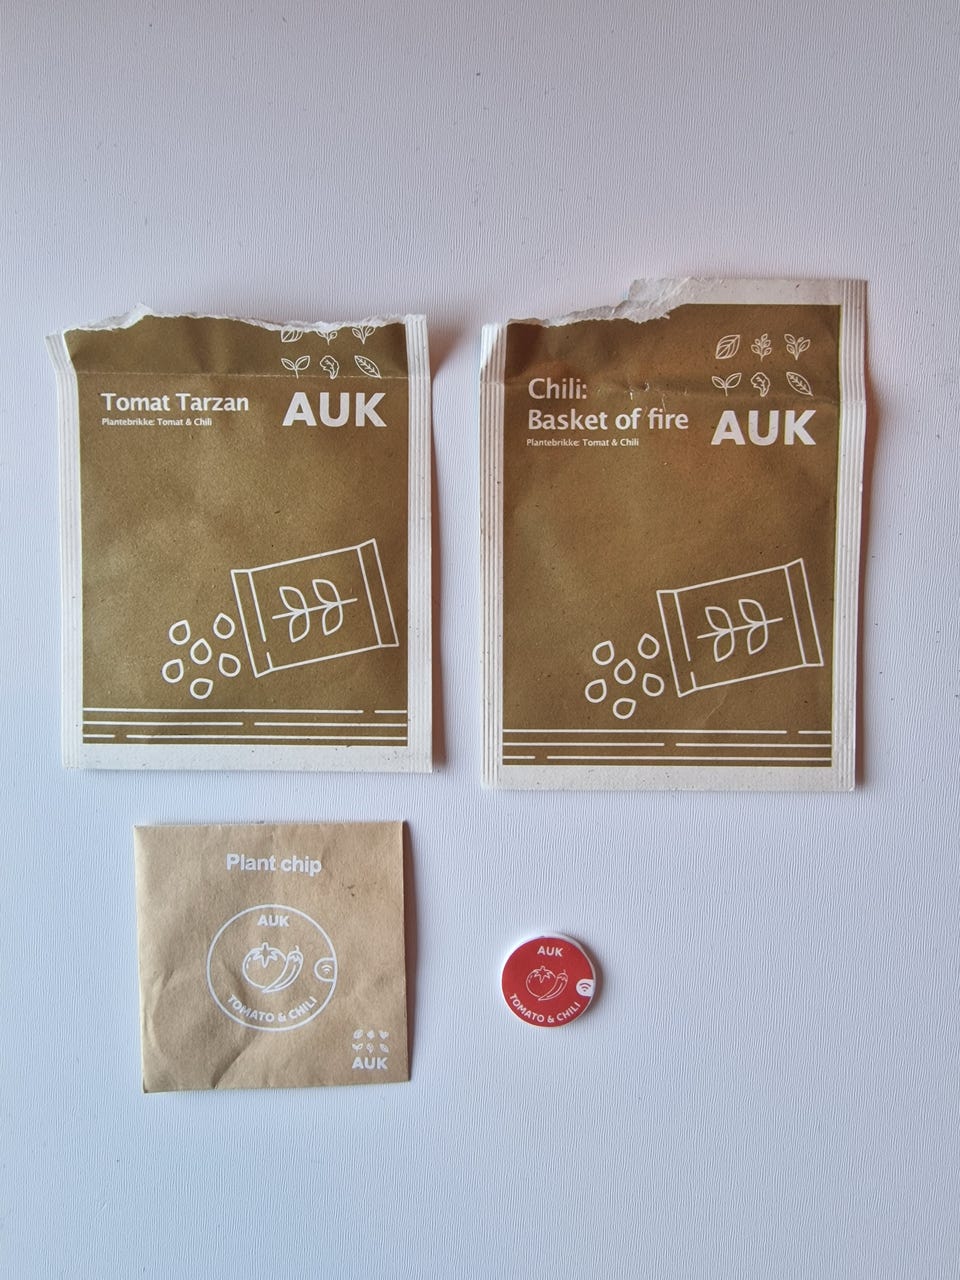 Tomat Tarzan
Plantebrikke: Tomat & Chili
AUK
Chili:
Basket of fire
Plantebrikke: Tomat & Chili
AUK
Plant chip
AUK
TOMATO & CHILI
AUK
AUK
TOMATO & CHILI